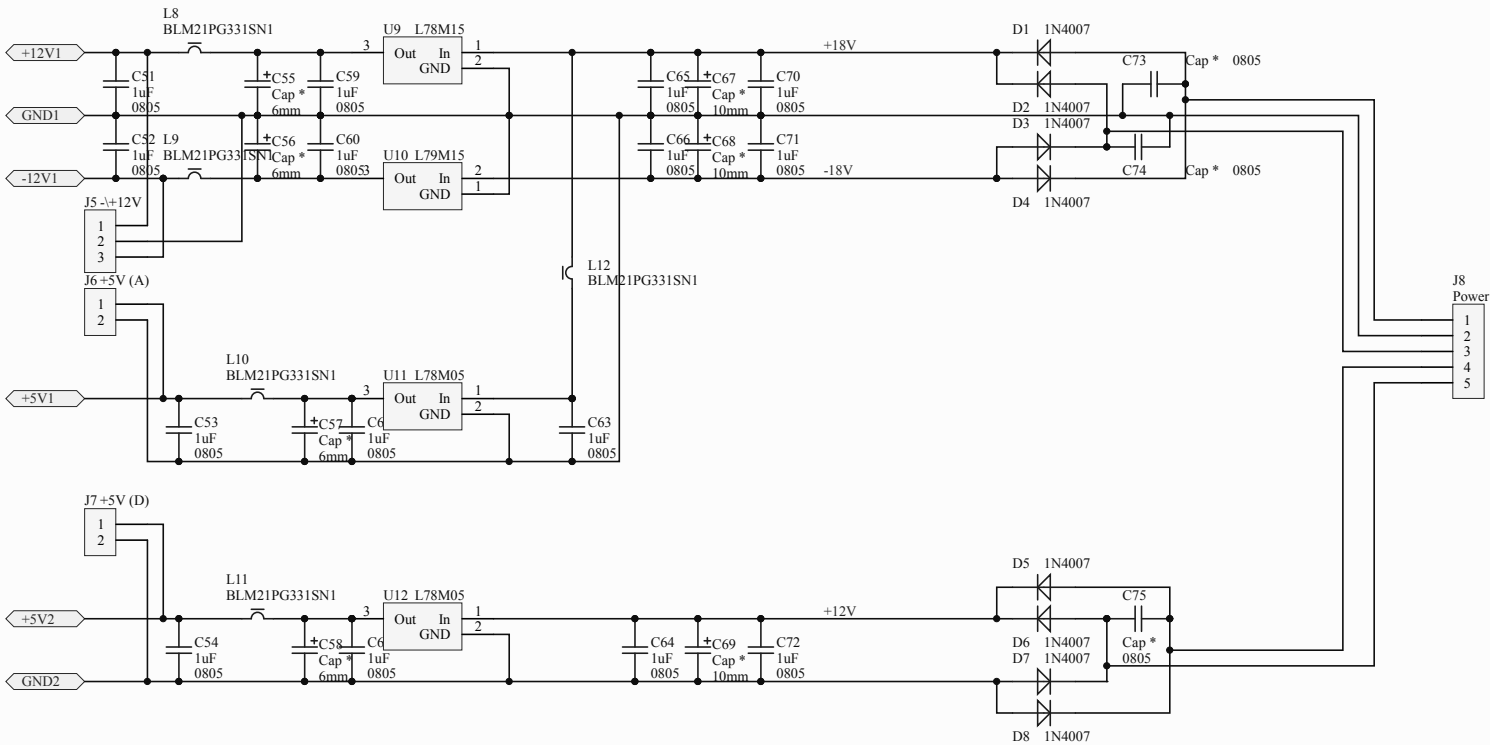 L8
BLM21PG331SN1
+12V1
C51
1uF
0805
+
C55
Cap *
6mm
C59
1uF
0805
U9 L78M15
3
Out In
GND
1
2
+18V
C65
1uF
0805
+
C67
Cap *
10mm
C70
1uF
0805
D1 1N4007
D2 1N4007
C73
Cap * 0805
GND1
C52
1uF
0805
L9
BLM21PG331SN1
+
C56
Cap *
6mm
C60
1uF
0805
U10 L79M15
3
Out In
GND
2
1
C66
1uF
0805
+
C68
Cap *
10mm
C71
1uF
0805
-18V
D3 1N4007
D4 1N4007
C74
Cap * 0805
-12V1
J5 -\+12V
1
2
3
J6 +5V (A)
1
2
L12
BLM21PG331SN1
J8
Power
1
2
3
4
5
L10
BLM21PG331SN1
+5V1
C53
1uF
0805
+
C57
Cap *
6mm
C6
1uF
0805
U11 L78M05
3
Out In
GND
1
2
C63
1uF
0805
J7 +5V (D)
1
2
L11
BLM21PG331SN1
+5V2
C54
1uF
0805
+
C58
Cap *
6mm
C6
1uF
0805
U12 L78M05
3
Out In
GND
1
2
+12V
C64
1uF
0805
+
C69
Cap *
10mm
C72
1uF
0805
GND2
D5 1N4007
D6 1N4007
D7 1N4007
D8 1N4007
C75
Cap *
0805